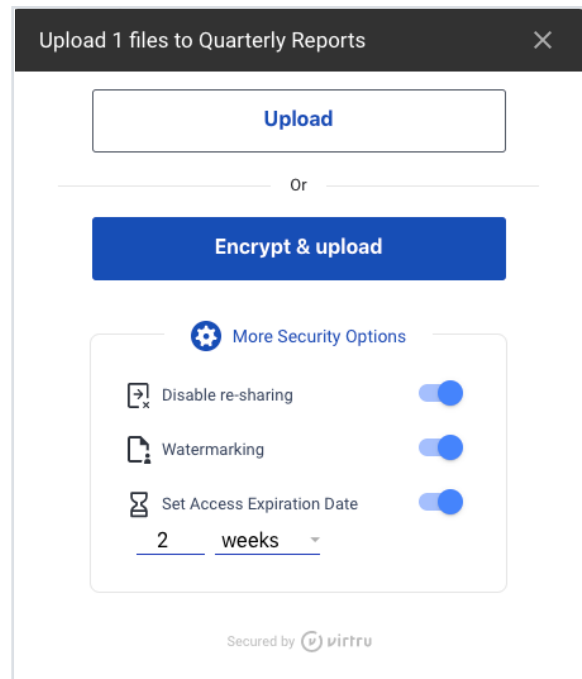 Upload 1 files to Quarterly Reports
Upload
Or
Encrypt & upload
More Security Options
Disable re-sharing
Watermarking
Set Access Expiration Date
2 weeks
Secured by virtru